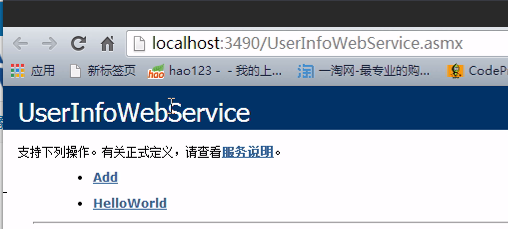 localhost:3490/UserInfoWebService.asmx
应用 新标签页 hao123 - - 我的上... 一淘网-最专业的购... CodeP
UserInfoWebService
支持下列操作。有关正式定义，请查看服务说明。
Add
HelloWorld